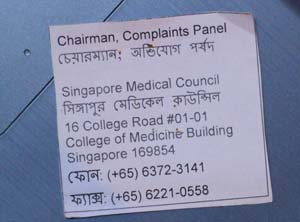 Chairman, Complaints Panel
চেয়ারম্যান; অভিযোগ পর্ষদ
Singapore Medical Council
সিঙ্গাপুর মেডিকেল কাউন্সিল
16 College Road #01-01
College of Medicine Building
Singapore 169854
ফোন: (+65) 6372-3141
ফ্যাক্স: (+65) 6221-0558